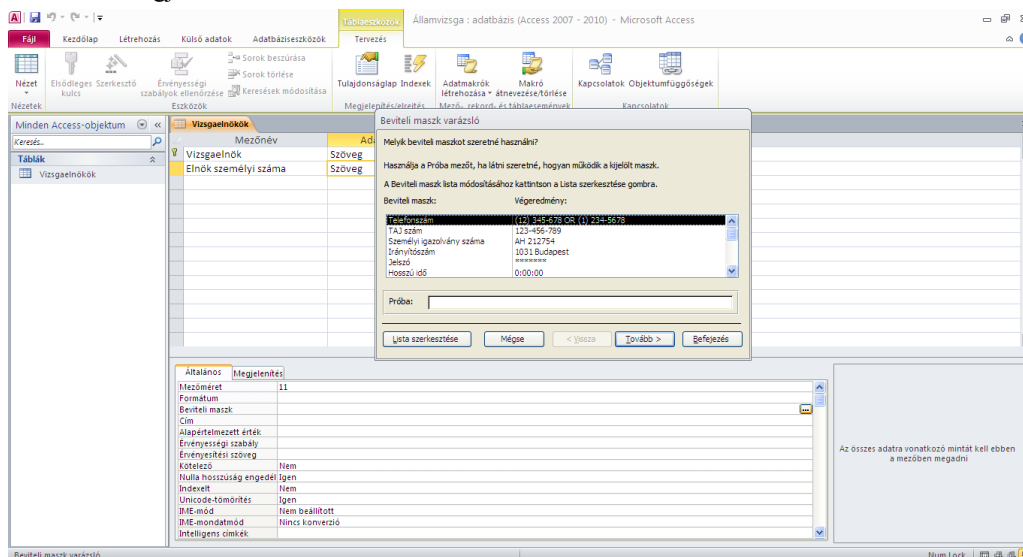 Táblaeszközök
Államvizsga : adatbázis (Access 2007 - 2010) - Microsoft Access
Fájl Kezdőlap Létrehozás Külső adatok Adatbáziseszközök Tervezés
Nézet
Elsődleges kulcs
Szerkesztő
Érvényességi szabályok ellenőrzése
Sorok beszúrása
Sorok törlése
Keresések módosítása
Tulajdonságlap
Indexek
Adatmakrók létrehozása
Makró átnevezése/törlése
Kapcsolatok
Objektumfüggőségek
Nézetek Eszközök Megjelenítés/elrejtés Mező-, rekord- és táblaesemények Kapcsolatok
Minden Access-objektum
Keresés..
Táblák
Vizsgaelnökök
Vizsgaelnökök
Mezőnév
Vizsgaelnök Szöveg
Elnök személyi száma Szöveg
Beviteli maszk varázsló
Melyik beviteli maszkot szeretné használni?
Használja a Próba mezőt, ha látni szeretné, hogyan működik a kijelölt maszk.
A Beviteli maszk lista módosításához kattintson a Lista szerkesztése gombra.
Beviteli maszk: Végeredmény:
Telefonszám (12) 345-678 OR (1) 234-5678
TAJ szám 123-456-789
Személyi igazolvány száma AH 212754
Irányítószám 1031 Budapest
Jelszó *******
Hosszú idő 0:00:00
Próba:
Lista szerkesztése Mégse < Vissza Tovább > Befejezés
Általános Megjelenítés
Mezőméret 11
Formátum
Beviteli maszk
Cím
Alapértelmezett érték
Érvényességi szabály
Érvényesítési szöveg
Kötelező Nem
Nulla hosszúság engedél Igen
Indexelt Nem
Unicode-tömörítés Igen
IME-mód Nem beállított
IME-mondatmód Nincs konverzió
Intelligens címkék
Az összes adatra vonatkozó mintát kell ebben
a mezőben megadni
Beviteli maszk varázsló
Num Lock